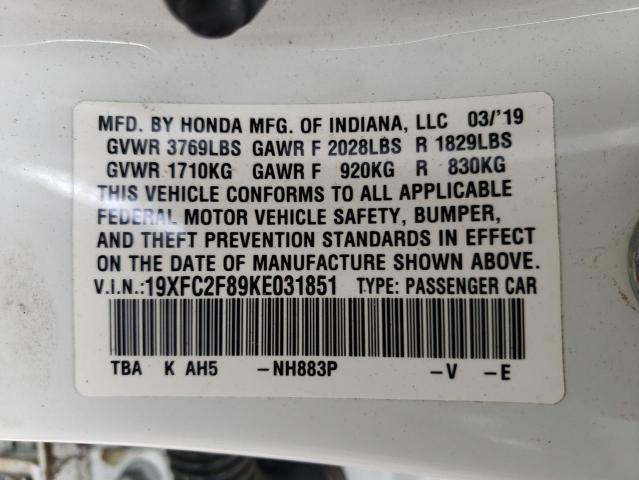 MFD. BY HONDA MFG. OF INDIANA, LLC 03/'19
GVWR 3769LBS GAWR F 2028LBS R 1829LBS
GVWR 1710KG GAWR F 920KG R 830KG
THIS VEHICLE CONFORMS TO ALL APPLICABLE
FEDERAL MOTOR VEHICLE SAFETY, BUMPER,
AND THEFT PREVENTION STANDARDS IN EFFECT
ON THE DATE OF MANUFACTURE SHOWN ABOVE.
V.I.N.:19XFC2F89KE031851 TYPE: PASSENGER CAR
TBA K AH5 -NH883P -V -E